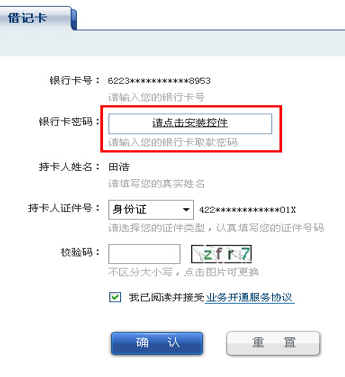 借记卡
银行卡号： 6223***********8953
请输入您的银行卡号
银行卡密码： 请点击安装控件
请输入您的银行卡取款密码
持卡人姓名： 田浩
请填写您的真实姓名
持卡人证件号： 身份证 422************01X
请选择您的证件类型，认真填写您的证件号码
校验码： zfr7
不区分大小写，点击图片可更换
我已阅读并接受业务开通服务协议
确 认 重 置